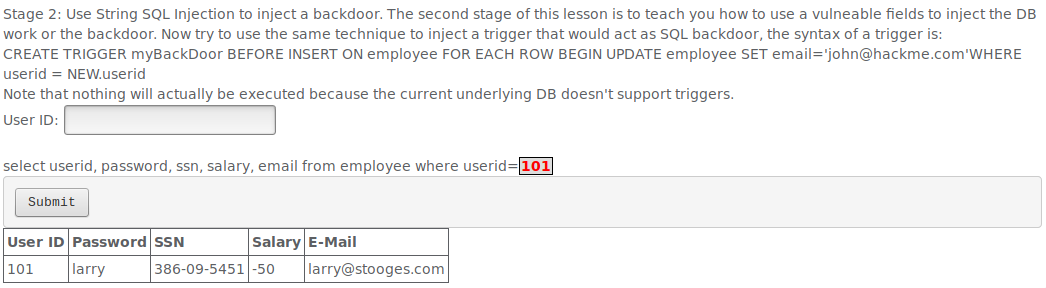 Stage 2: Use String SQL Injection to inject a backdoor. The second stage of this lesson is to teach you how to use a vulneable fields to inject the DB
work or the backdoor. Now try to use the same technique to inject a trigger that would act as SQL backdoor, the syntax of a trigger is:
CREATE TRIGGER myBackDoor BEFORE INSERT ON employee FOR EACH ROW BEGIN UPDATE employee SET email='john@hackme.com'WHERE
userid = NEW.userid
Note that nothing will actually be executed because the current underlying DB doesn't support triggers.
User ID:
select userid, password, ssn, salary, email from employee where userid=101
Submit
User ID Password SSN Salary E-Mail
101 larry 386-09-5451 -50 larry@stooges.com